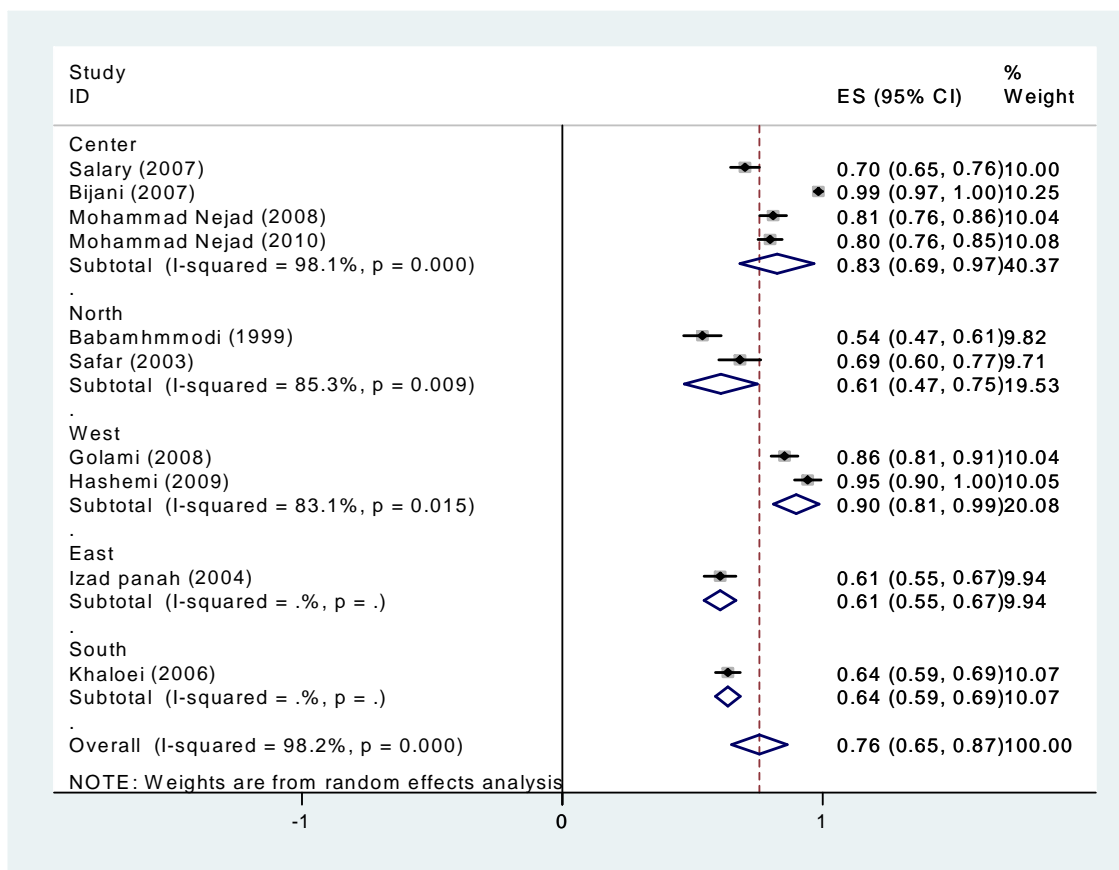 Study %
ID ES (95% CI) Weight
Center
Salary (2007) 0.70 (0.65, 0.76) 10.00
Bijani (2007) 0.99 (0.97, 1.00) 10.25
Mohammad Nejad (2008) 0.81 (0.76, 0.86) 10.04
Mohammad Nejad (2010) 0.80 (0.76, 0.85) 10.08
Subtotal (I-squared = 98.1%, p = 0.000) 0.83 (0.69, 0.97) 40.37
.
North
Babamhmmodi (1999) 0.54 (0.47, 0.61) 9.82
Safar (2003) 0.69 (0.60, 0.77) 9.71
Subtotal (I-squared = 85.3%, p = 0.009) 0.61 (0.47, 0.75) 19.53
.
West
Golami (2008) 0.86 (0.81, 0.91) 10.04
Hashemi (2009) 0.95 (0.90, 1.00) 10.05
Subtotal (I-squared = 83.1%, p = 0.015) 0.90 (0.81, 0.99) 20.08
.
East
Izad panah (2004) 0.61 (0.55, 0.67) 9.94
Subtotal (I-squared = .%, p = .) 0.61 (0.55, 0.67) 9.94
.
South
Khaloei (2006) 0.64 (0.59, 0.69) 10.07
Subtotal (I-squared = .%, p = .) 0.64 (0.59, 0.69) 10.07
.
Overall (I-squared = 98.2%, p = 0.000) 0.76 (0.65, 0.87) 100.00
NOTE: Weights are from random effects analysis
-1 0 1